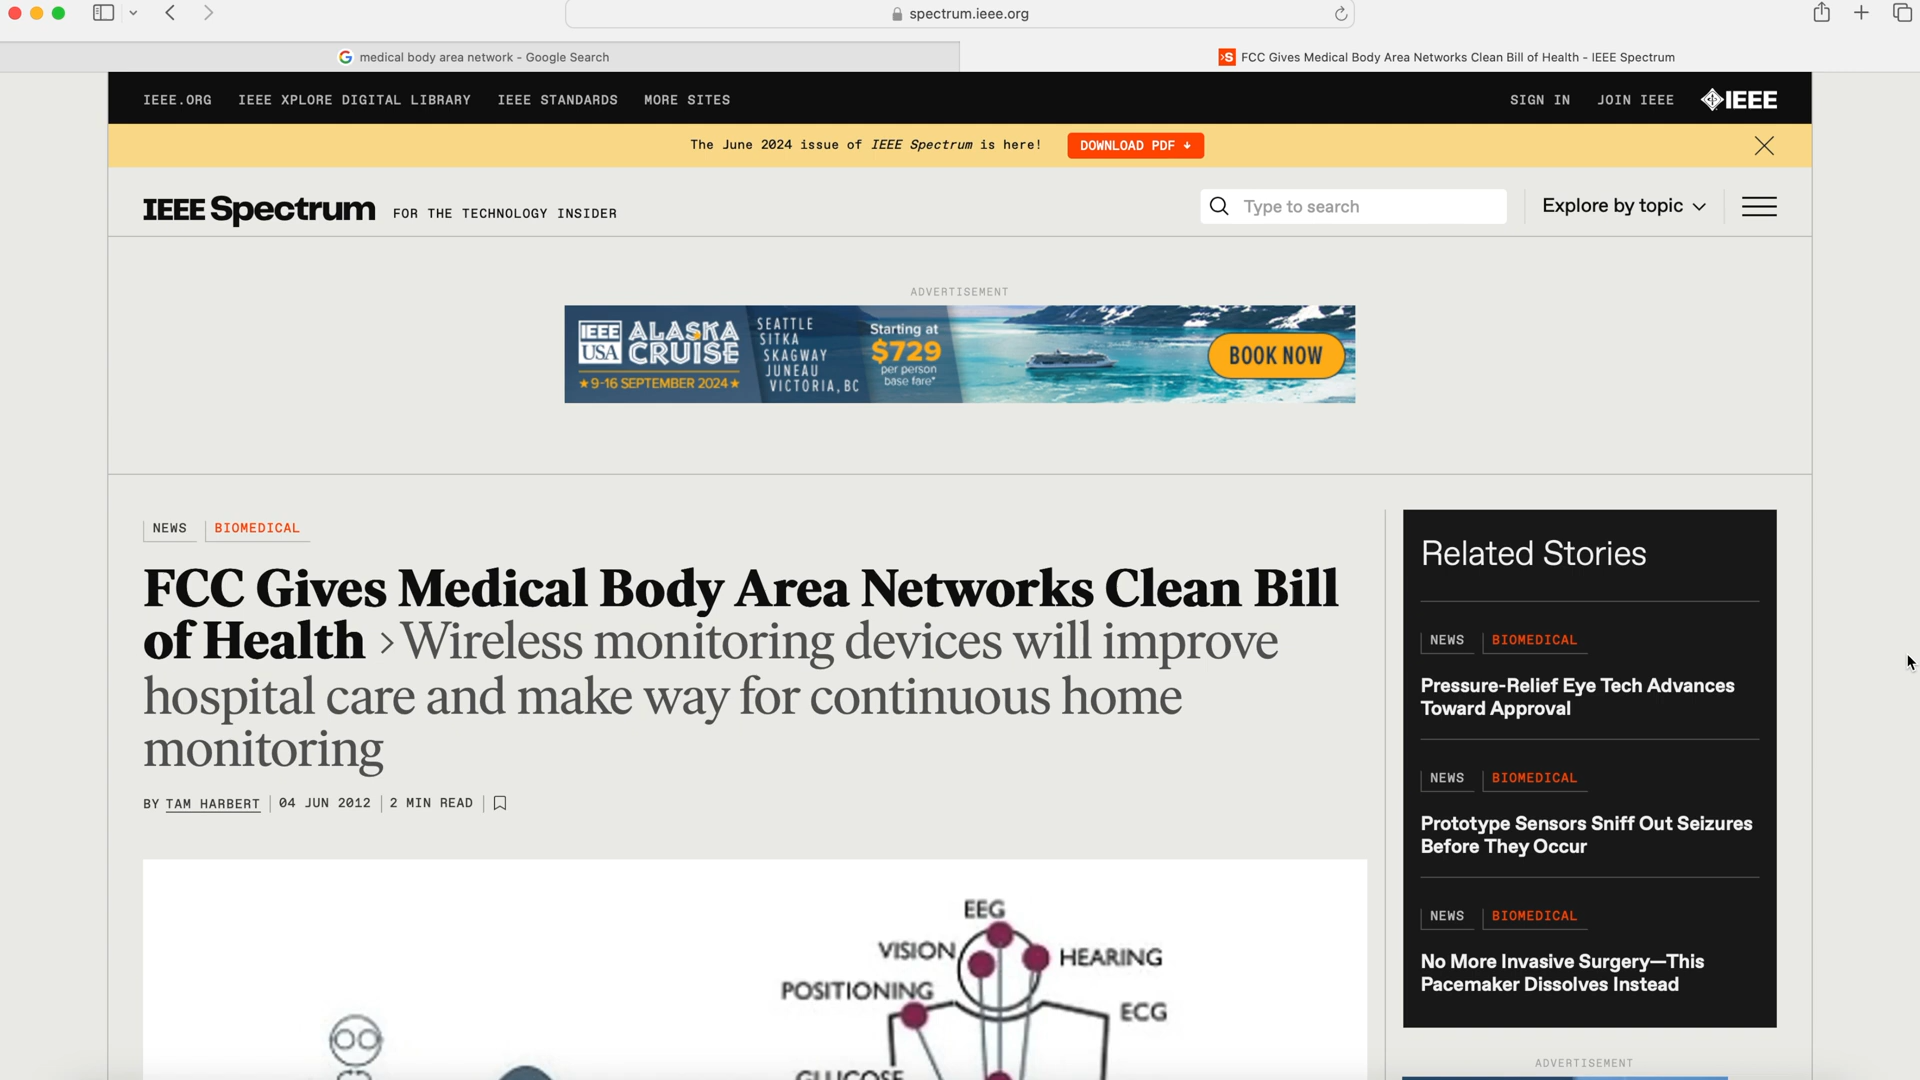 spectrum.ieee.org
medical body area network - Google Search
FCC Gives Medical Body Area Networks Clean Bill of Health - IEEE Spectrum
IEEE.ORG IEEE XPLORE DIGITAL LIBRARY IEEE STANDARDS MORE SITES SIGN IN JOIN IEEE IEEE
The June 2024 issue of IEEE Spectrum is here! DOWNLOAD PDF ↓
IEEE Spectrum FOR THE TECHNOLOGY INSIDER
Type to search
Explore by topic
ADVERTISEMENT
IEEE
USA
ALASKA
CRUISE
★9-16 SEPTEMBER 2024★
SEATTLE
SITKA
SKAGWAY
JUNEAU
VICTORIA, BC
Starting at
$729
per person
base fare*
BOOK NOW
NEWS BIOMEDICAL
FCC Gives Medical Body Area Networks Clean Bill
of Health > Wireless monitoring devices will improve
hospital care and make way for continuous home
monitoring
BY TAM HARBERT 04 JUN 2012 2 MIN READ
EEG
VISION
HEARING
POSITIONING
ECG
GLUCOSE
Related Stories
NEWS BIOMEDICAL
Pressure-Relief Eye Tech Advances
Toward Approval
NEWS BIOMEDICAL
Prototype Sensors Sniff Out Seizures
Before They Occur
NEWS BIOMEDICAL
No More Invasive Surgery—This
Pacemaker Dissolves Instead
ADVERTISEMENT